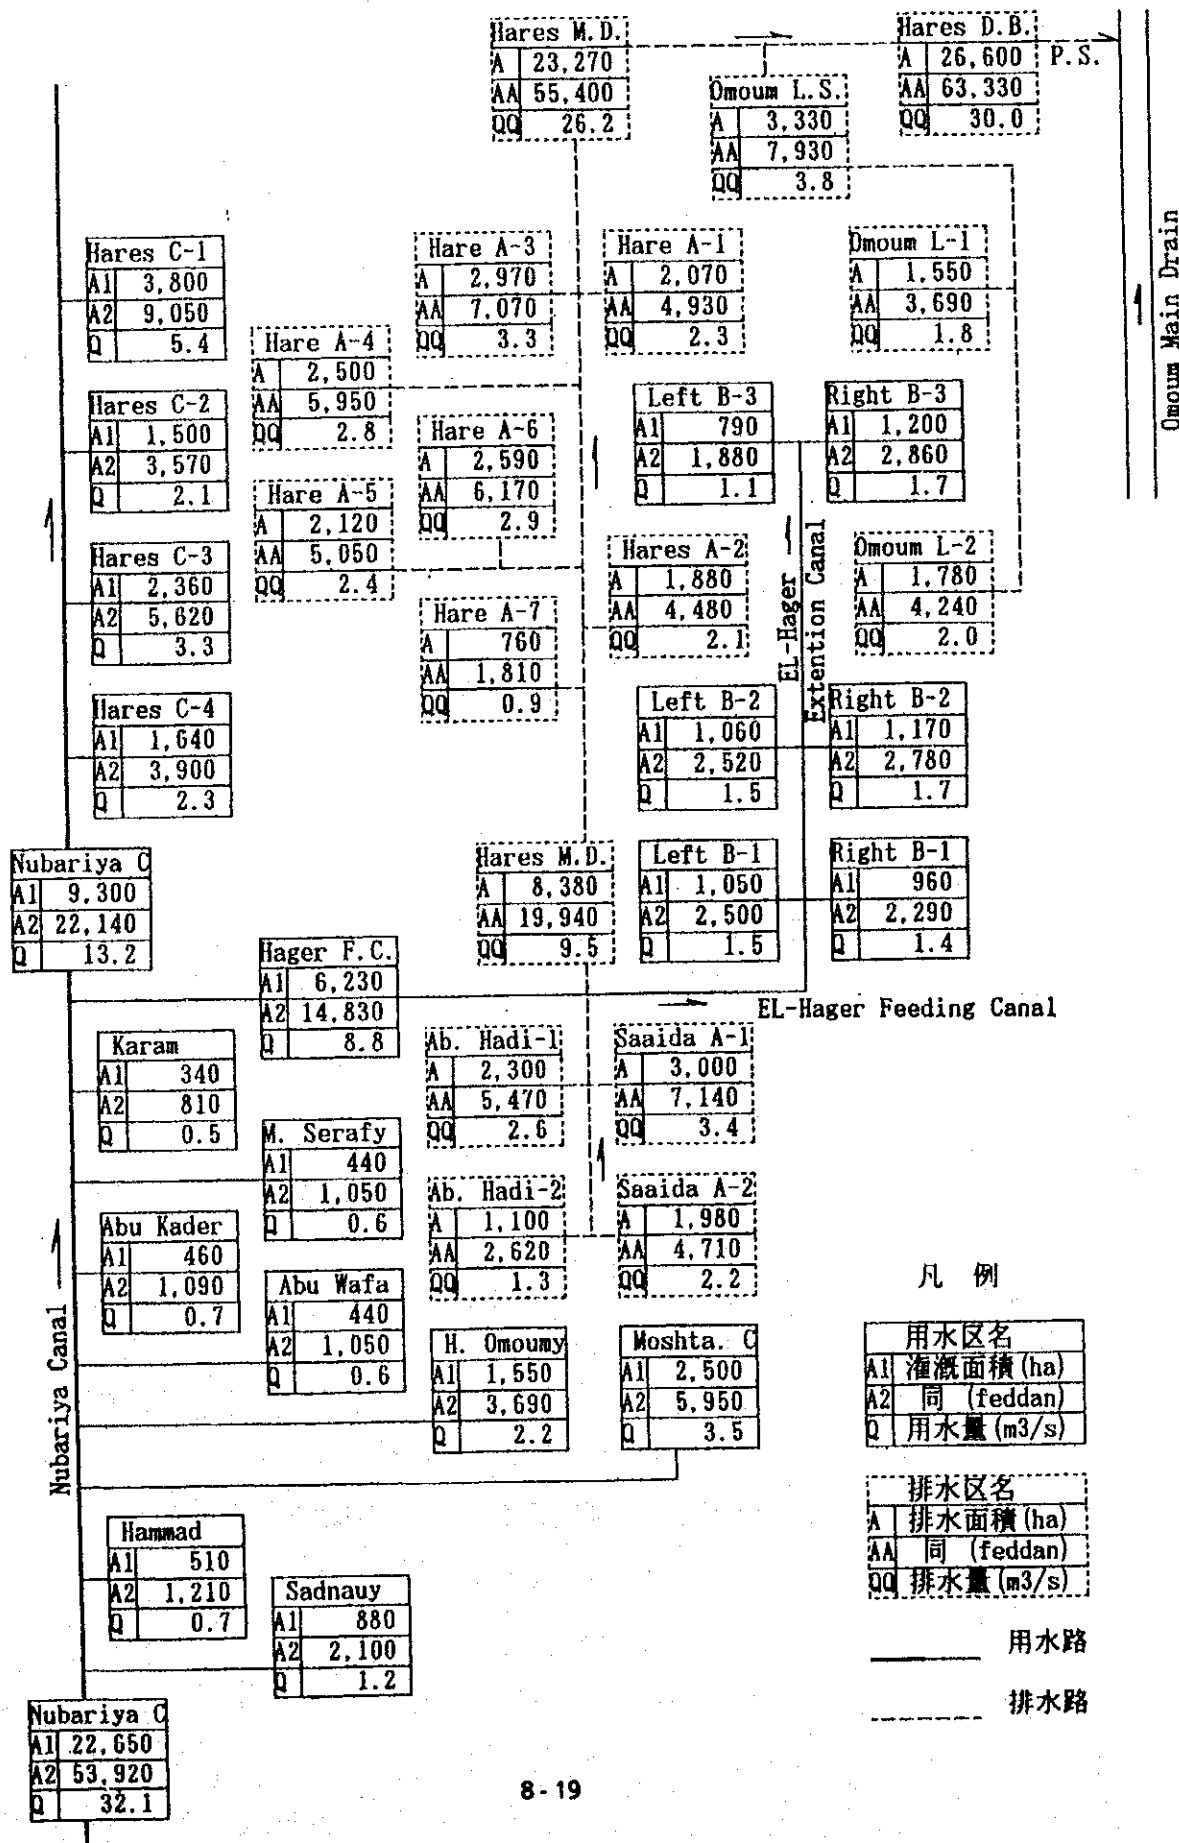 Hares M.D.
A 23,270
AA 55,400
QQ 26.2
Hares D.B.
A 26,600
AA 63,330
QQ 30.0
P.S.
Omoum L.S.
A 3,330
AA 7,930
QQ 3.8
Omoum Main Drain
Hares C-1
A1 3,800
A2 9,050
Q 5.4
Hare A-3
A 2,970
AA 7,070
QQ 3.3
Hare A-1
A 2,070
AA 4,930
QQ 2.3
Omoum L-1
A 1,550
AA 3,690
QQ 1.8
Hare A-4
A 2,500
AA 5,950
QQ 2.8
Hares C-2
A1 1,500
A2 3,570
Q 2.1
Hare A-6
A 2,590
AA 6,170
QQ 2.9
Left B-3
A1 790
A2 1,880
Q 1.1
Right B-3
A1 1,200
A2 2,860
Q 1.7
Hare A-5
A 2,120
AA 5,050
QQ 2.4
Hares C-3
A1 2,360
A2 5,620
Q 3.3
Hares A-2
A 1,880
AA 4,480
QQ 2.1
EL-Hager
Extention Canal
Omoum L-2
A 1,780
AA 4,240
QQ 2.0
Hare A-7
A 760
AA 1,810
QQ 0.9
Hares C-4
A1 1,640
A2 3,900
Q 2.3
Left B-2
A1 1,060
A2 2,520
Q 1.5
Right B-2
A1 1,170
A2 2,780
Q 1.7
Nubariya C
A1 9,300
A2 22,140
Q 13.2
Hares M.D.
A 8,380
AA 19,940
QQ 9.5
Left B-1
A1 1,050
A2 2,500
Q 1.5
Right B-1
A1 960
A2 2,290
Q 1.4
Hager F.C.
A1 6,230
A2 14,830
Q 8.8
EL-Hager Feeding Canal
Karam
A1 340
A2 810
Q 0.5
Ab. Hadi-1
A 2,300
AA 5,470
QQ 2.6
Saaida A-1
A 3,000
AA 7,140
QQ 3.4
M. Serafy
A1 440
A2 1,050
Q 0.6
Ab. Hadi-2
A 1,100
AA 2,620
QQ 1.3
Saaida A-2
A 1,980
AA 4,710
QQ 2.2
Abu Kader
A1 460
A2 1,090
Q 0.7
Abu Wafa
A1 440
A2 1,050
Q 0.6
Nubariya Canal
H. Omoumy
A1 1,550
A2 3,690
Q 2.2
Moshta. C
A1 2,500
A2 5,950
Q 3.5
凡 例
用水区名
A1 潅漑面積(ha)
A2 同 (feddan)
Q 用水量(m3/s)
排水区名
A 排水面積(ha)
AA 同 (feddan)
QQ 排水量(m3/s)
用水路
排水路
Hammad
A1 510
A2 1,210
Q 0.7
Sadnauy
A1 880
A2 2,100
Q 1.2
Nubariya C
A1 22,650
A2 53,920
Q 32.1
8-19